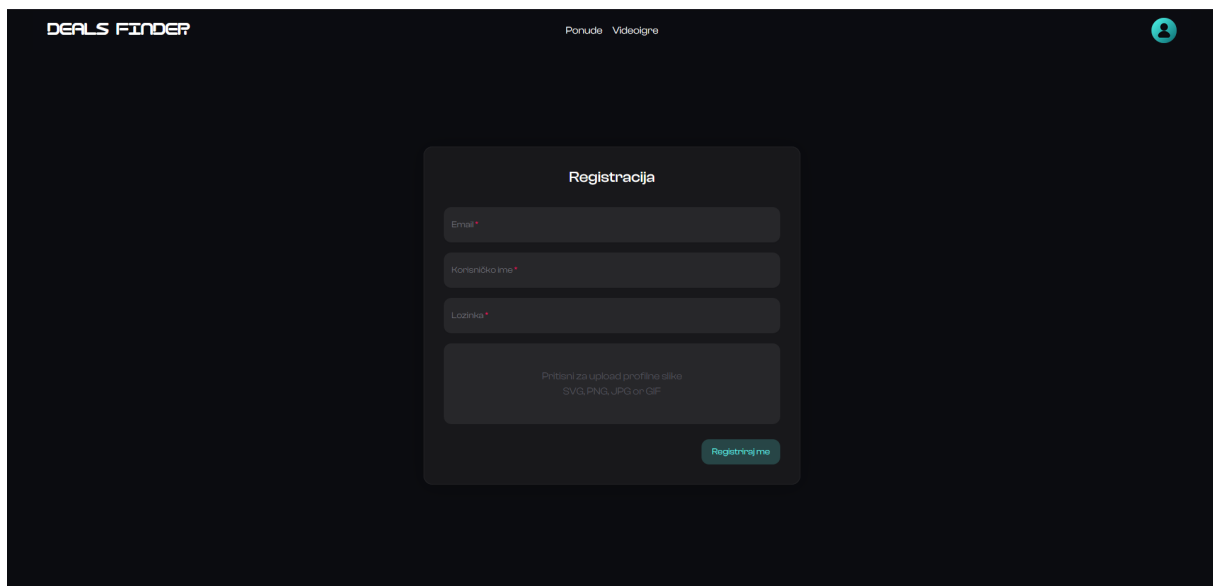 DEALS FINDER
Ponude Videoigre
Registracija
Email*
Korisničko ime*
Lozinka*
Pritisni za upload profilne slike
SVG, PNG, JPG or GIF
Registriraj me